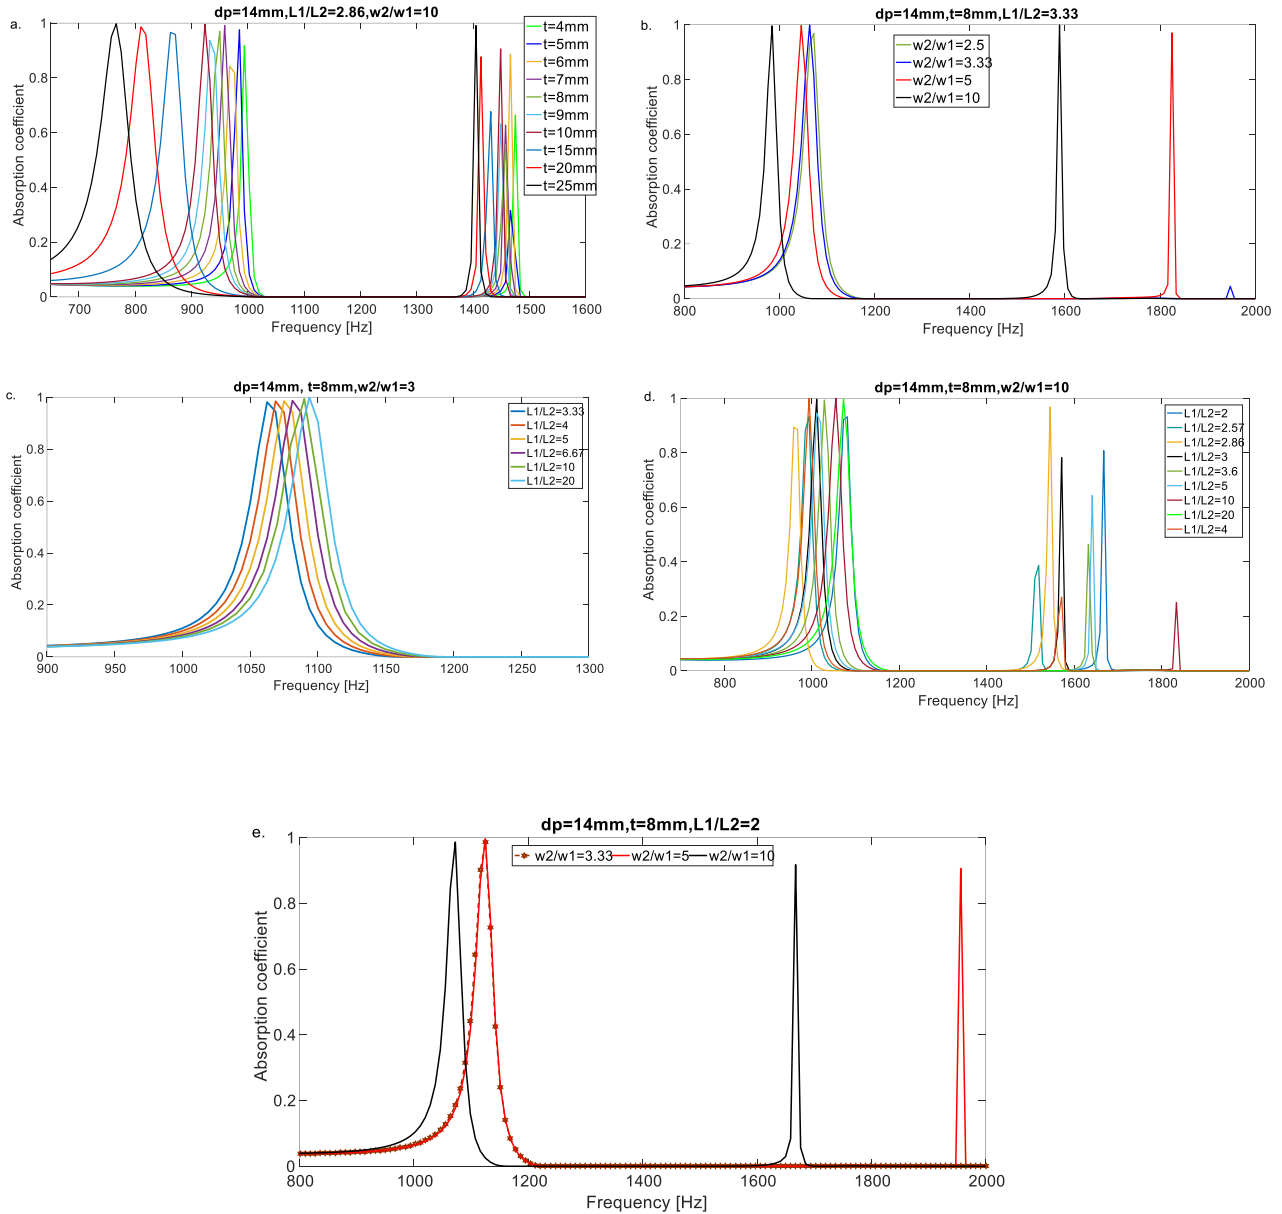 a.
dp=14mm,L1/L2=2.86,w2/w1=10
Absorption coefficient
1
0.8
0.6
0.4
0.2
0
700 800 900 1000 1100 1200 1300 1400 1500 1600
Frequency [Hz]
t=4mm
t=5mm
t=6mm
t=7mm
t=8mm
t=9mm
t=10mm
t=15mm
t=20mm
t=25mm
b.
dp=14mm,t=8mm,L1/L2=3.33
Absorption coefficient
1
0.8
0.6
0.4
0.2
0
800 1000 1200 1400 1600 1800 2000
Frequency [Hz]
w2/w1=2.5
w2/w1=3.33
w2/w1=5
w2/w1=10
c.
dp=14mm, t=8mm,w2/w1=3
Absorption coefficient
1
0.8
0.6
0.4
0.2
0
900 950 1000 1050 1100 1150 1200 1250 1300
Frequency [Hz]
L1/L2=3.33
L1/L2=4
L1/L2=5
L1/L2=6.67
L1/L2=10
L1/L2=20
d.
dp=14mm,t=8mm,w2/w1=10
Absorption coefficient
1
0.8
0.6
0.4
0.2
0
800 1000 1200 1400 1600 1800 2000
Frequency [Hz]
L1/L2=2
L1/L2=2.57
L1/L2=2.86
L1/L2=3
L1/L2=3.6
L1/L2=5
L1/L2=10
L1/L2=20
L1/L2=4
e.
dp=14mm,t=8mm,L1/L2=2
w2/w1=3.33 w2/w1=5 w2/w1=10
Absorption coefficient
1
0.8
0.6
0.4
0.2
0
800 1000 1200 1400 1600 1800 2000
Frequency [Hz]